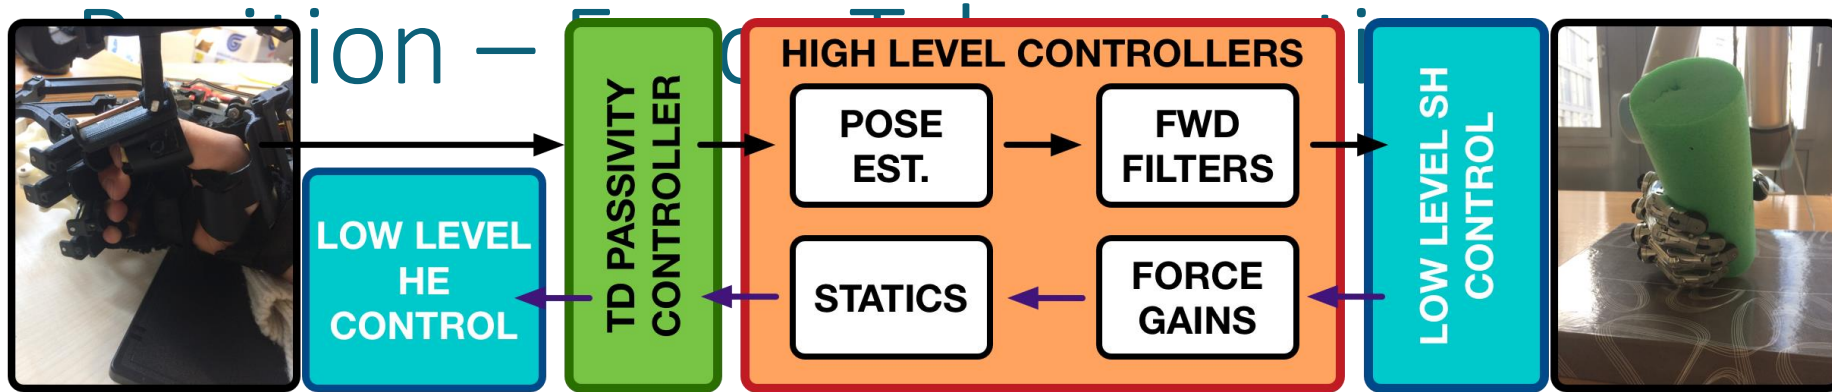 HIGH LEVEL CONTROLLERS
TD PASSIVITY
CONTROLLER
POSE
EST.
FWD
FILTERS
LOW LEVEL SH
CONTROL
LOW LEVEL
HE
CONTROL
STATICS
FORCE
GAINS